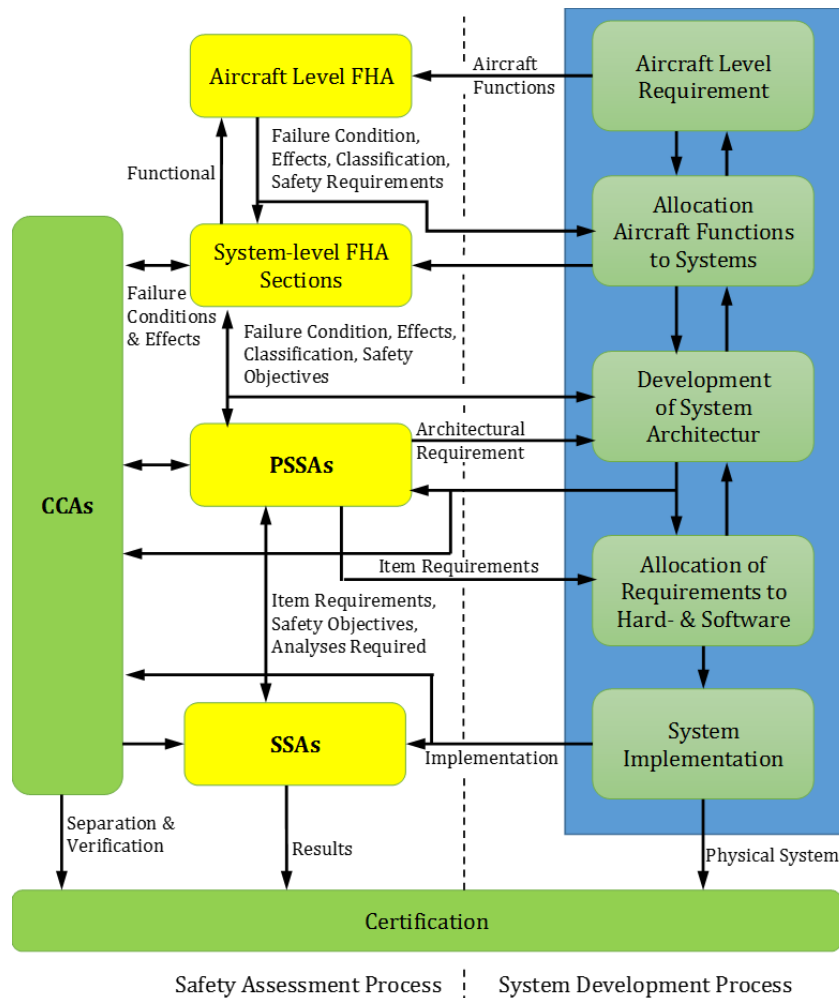 Aircraft Level FHA
Aircraft
Functions
Aircraft Level
Requirement
Functional
Failure Condition,
Effects, Classification,
Safety Requirements
Allocation
Aircraft Functions
to Systems
System-level FHA
Sections
Failure
Conditions
& Effects
Failure Condition, Effects,
Classification, Safety
Objectives
Development
of System
Architectur
PSSAs
Architectural
Requirement
CCAs
Item Requirements
Allocation of
Requirements to
Hard- & Software
Item Requirements,
Safety Objectives,
Analyses Required
SSAs
Implementation
System
Implementation
Separation &
Verification
Results
Physical System
Certification
Safety Assessment Process
System Development Process